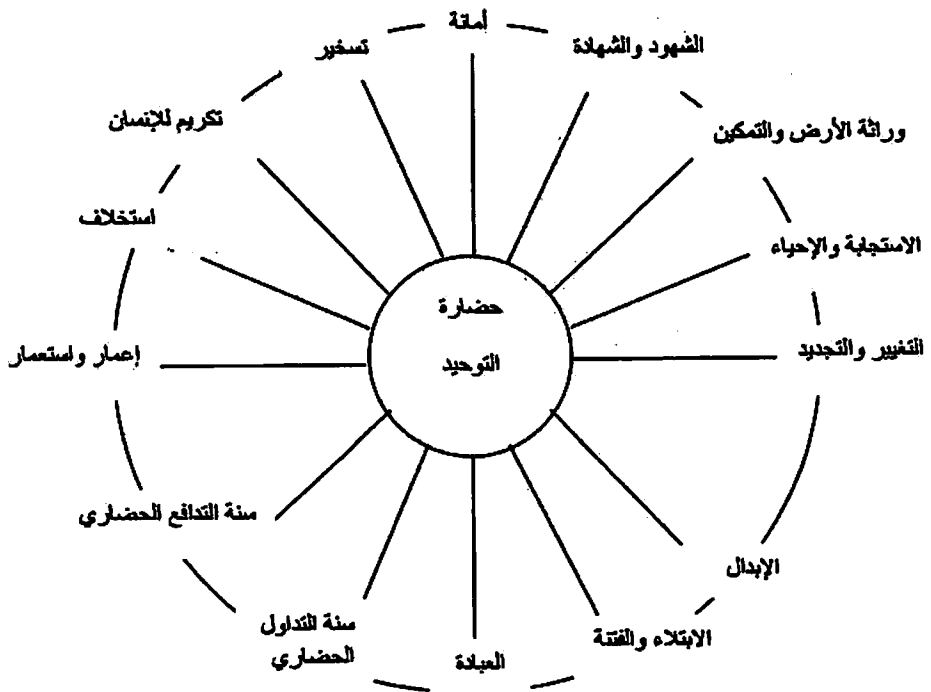 أمانة
الشهود والشهادة
وراثة الأرض والتمكين
الاستجابة والإحياء
التغيير والتجديد
الإبدال
الابتلاء والفتنة
العبادة
سنة التداول
الحضاري
سنة التدافع الحضاري
إعمار واستعمار
استخلاف
تكريم للإنسان
تسخير
حضارة
التوحيد